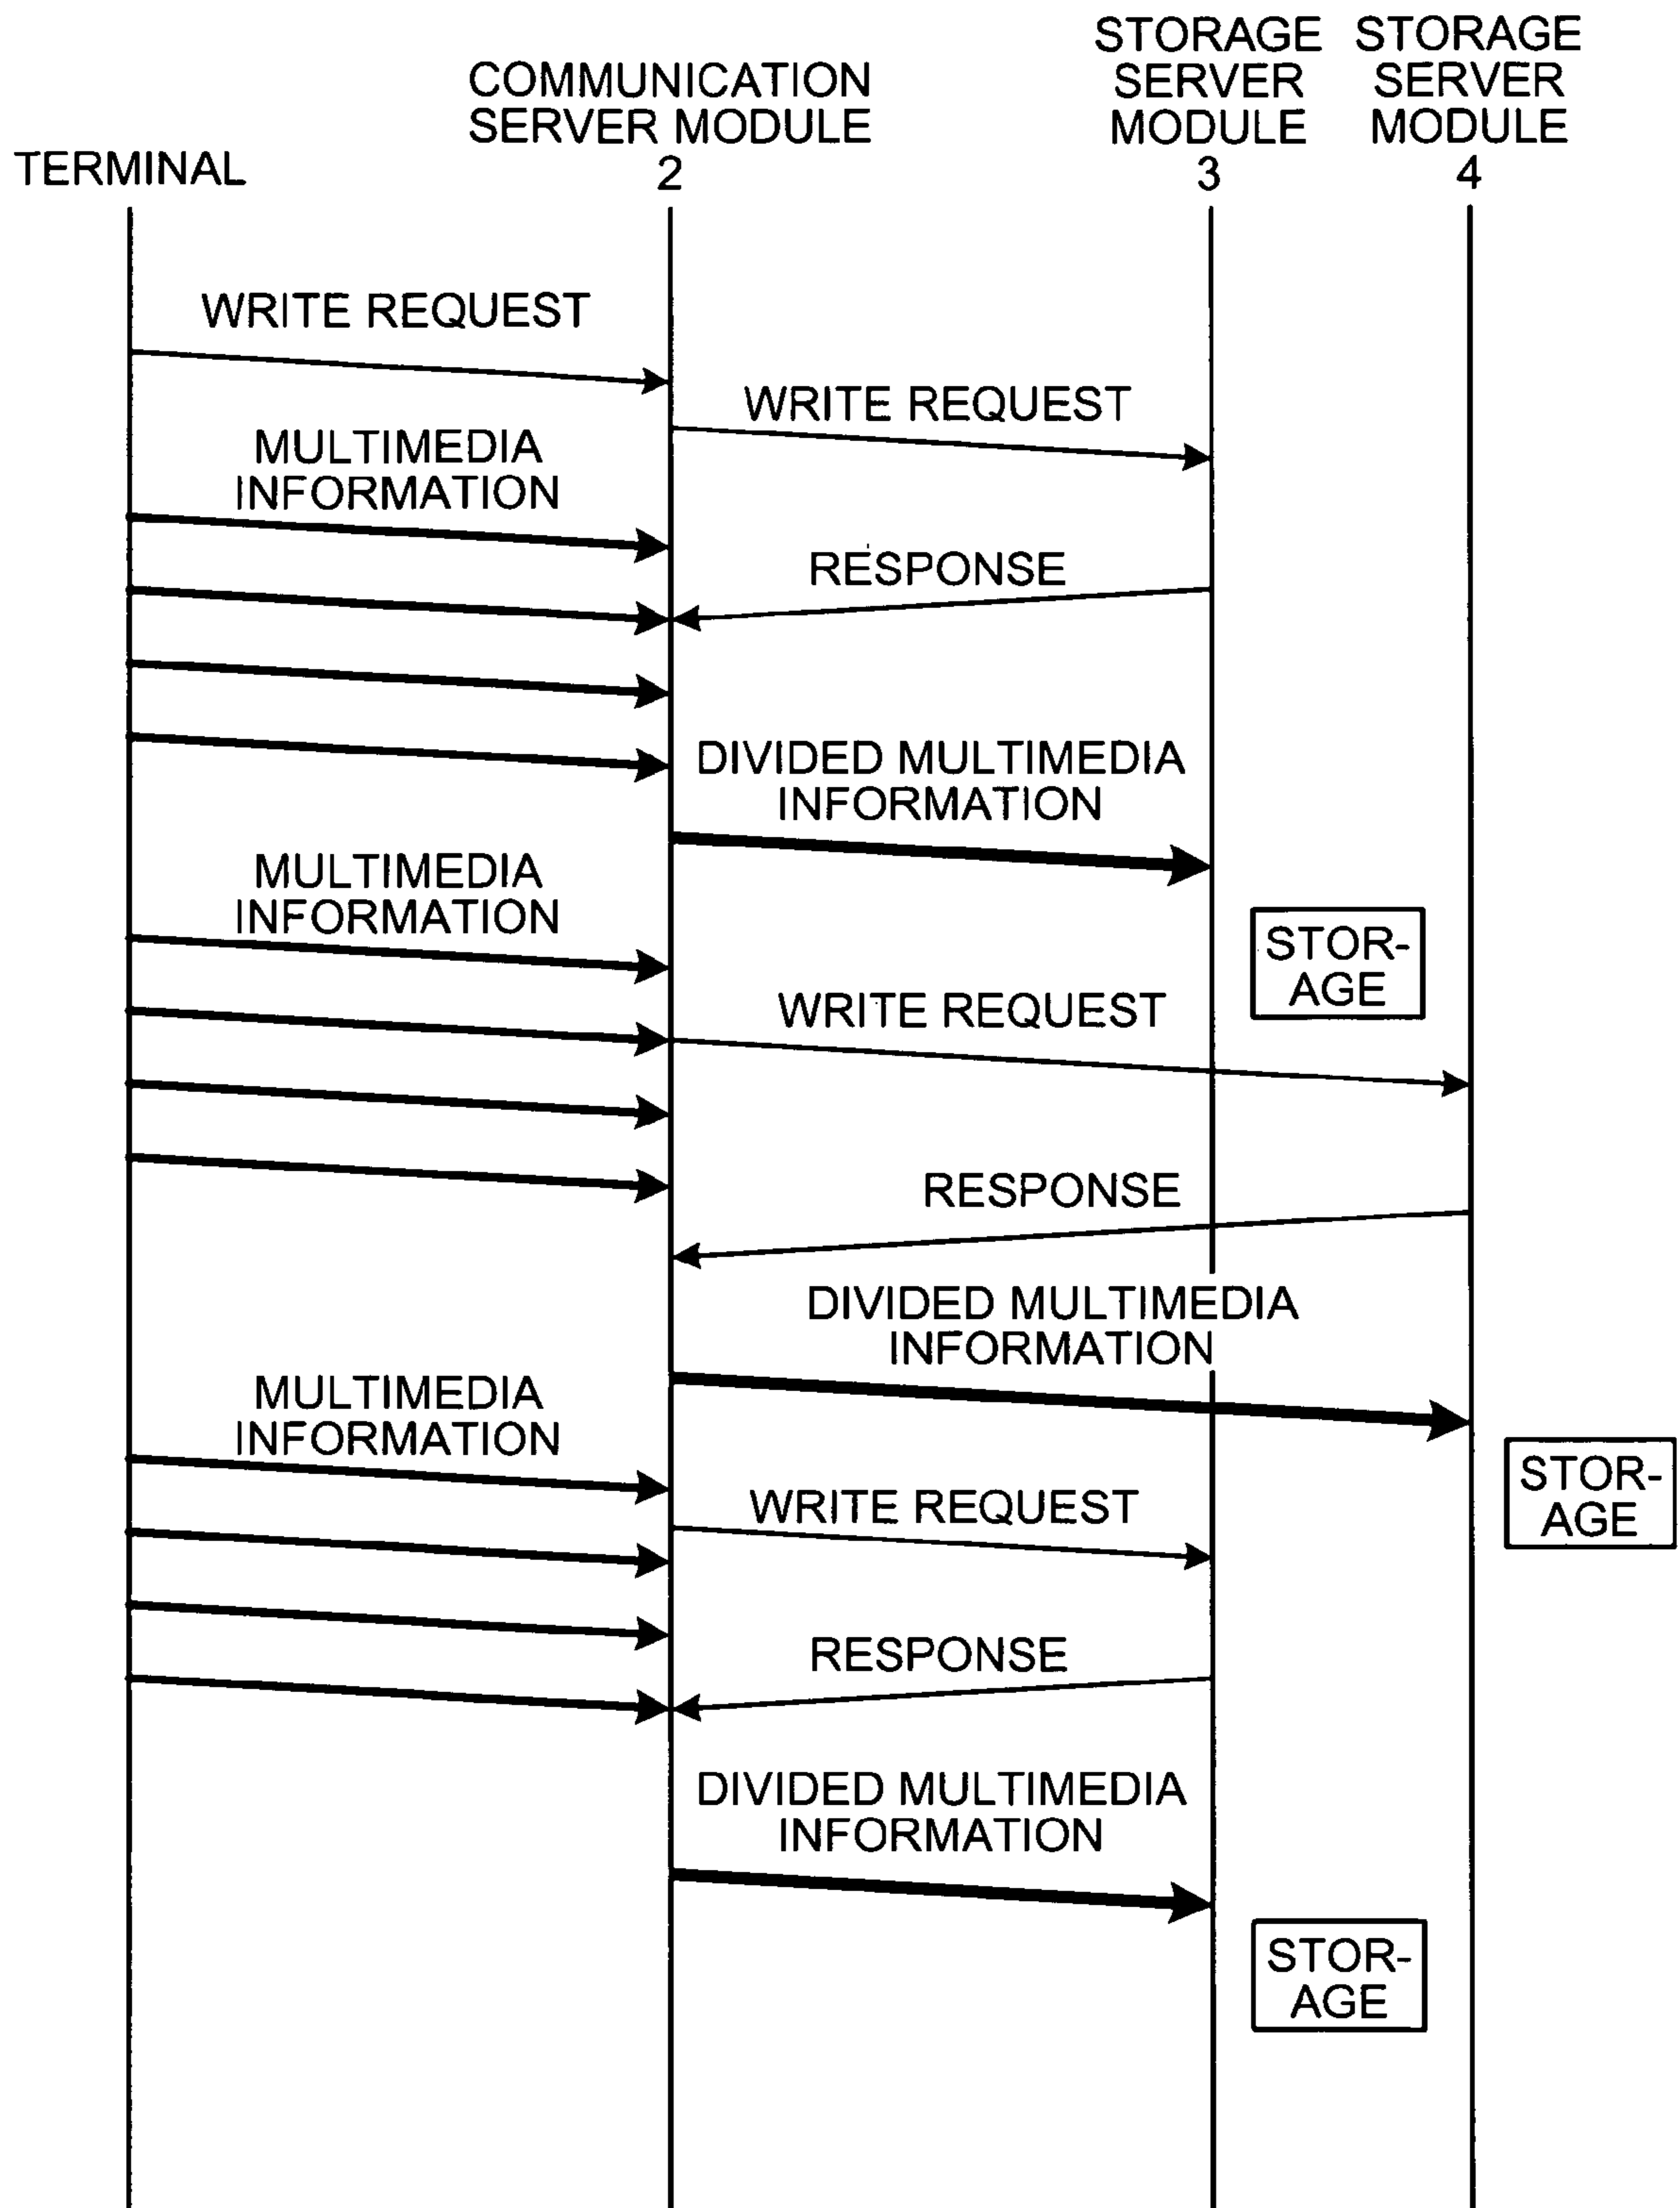 STORAGE
SERVER
MODULE
3
STORAGE
SERVER
MODULE
4
COMMUNICATION
SERVER MODULE
2
TERMINAL
WRITE REQUEST
WRITE REQUEST
MULTIMEDIA
INFORMATION
RESPONSE
DIVIDED MULTIMEDIA
INFORMATION
MULTIMEDIA
INFORMATION
STOR-
AGE
WRITE REQUEST
RESPONSE
DIVIDED MULTIMEDIA
INFORMATION
MULTIMEDIA
INFORMATION
STOR-
AGE
WRITE REQUEST
RESPONSE
DIVIDED MULTIMEDIA
INFORMATION
STOR-
AGE